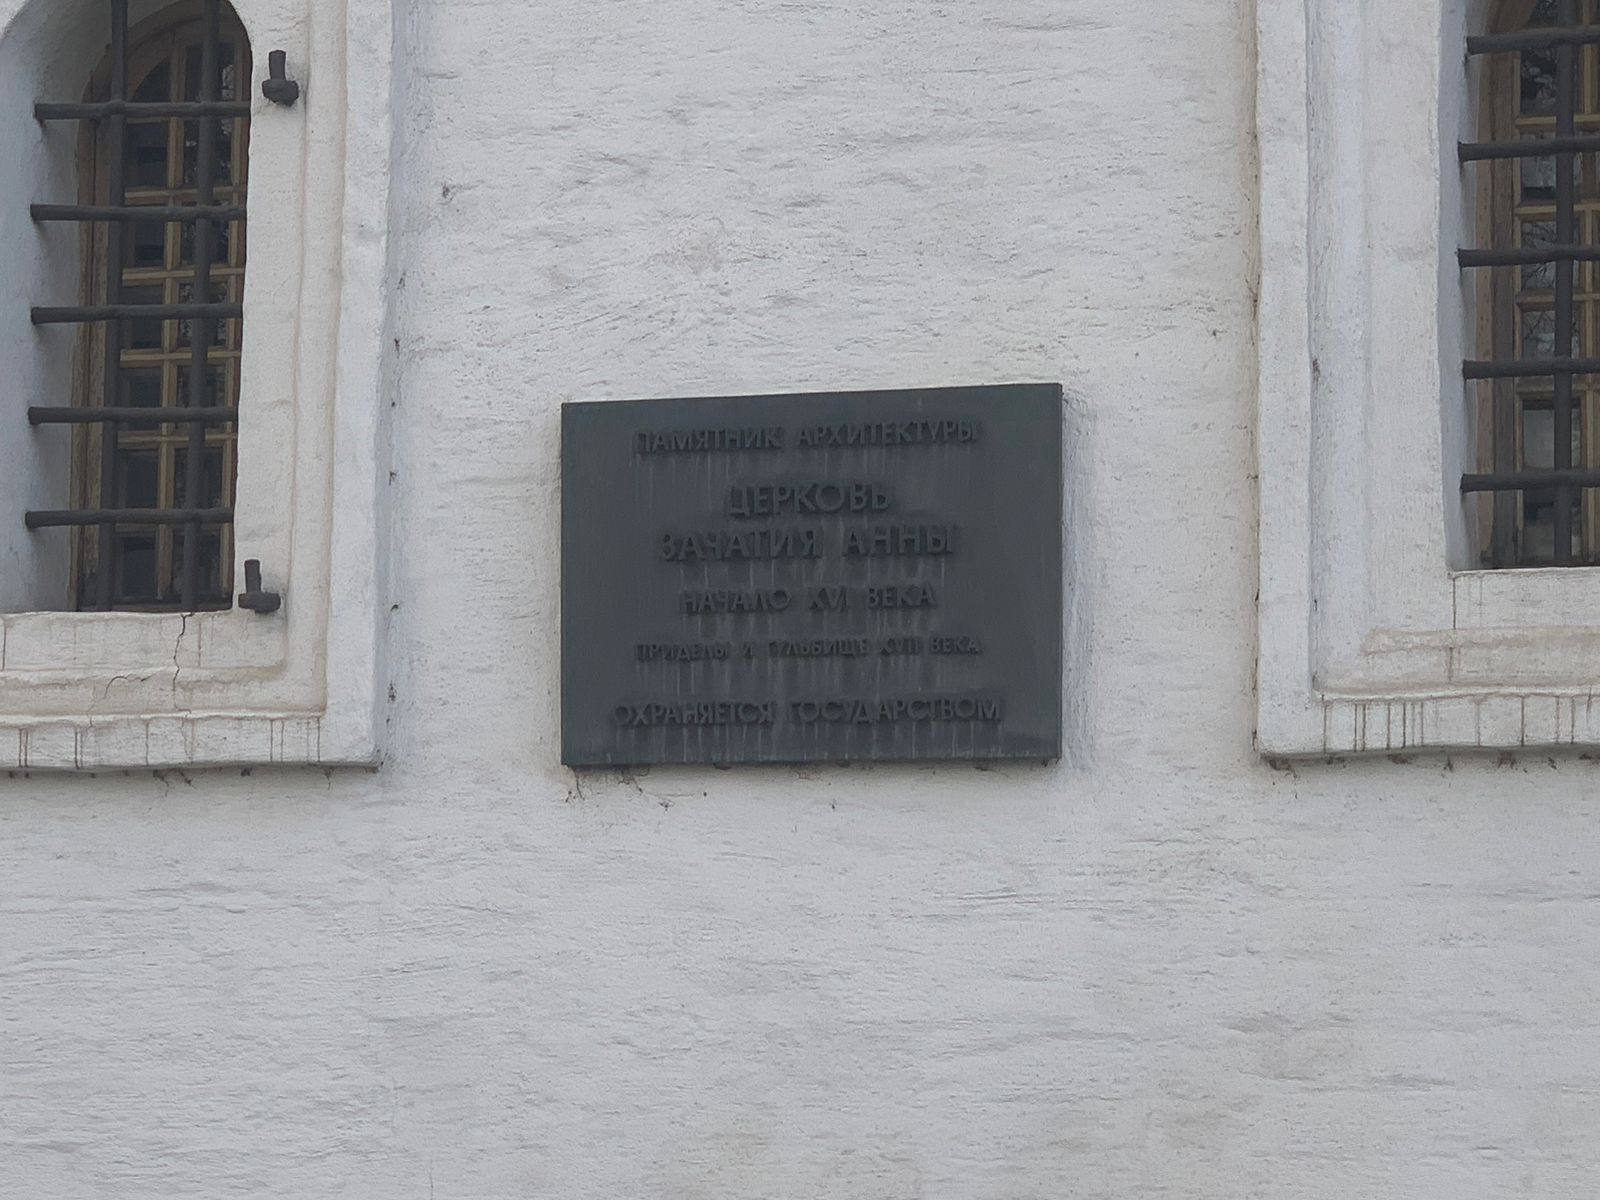 ПАМЯТНИК АРХИТЕКТУРЫ
ЦЕРКОВЬ
ЗАЧАТИЯ АННЫ
НАЧАЛО XVI ВЕКА
ПРИДЕЛЫ И ГУЛЬБИЩЕ XVII ВЕКА
ОХРАНЯЕТСЯ ГОСУДАРСТВОМ